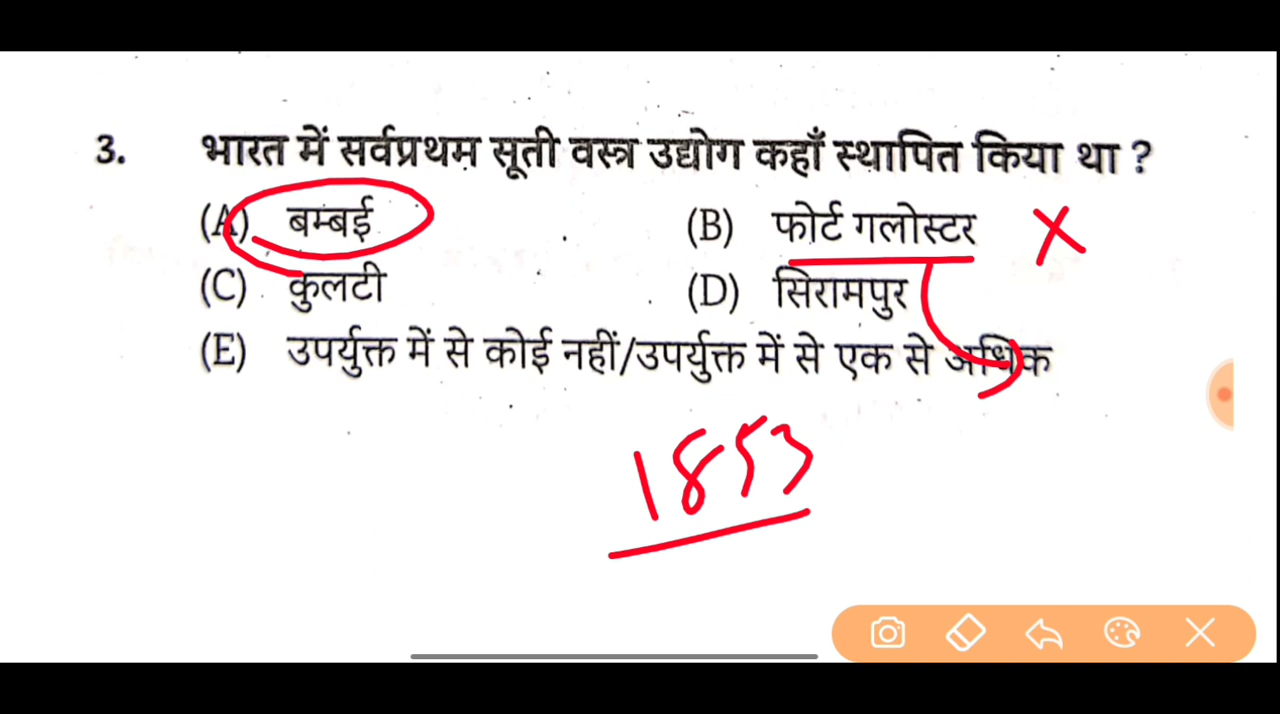 3. भारत में सर्वप्रथम सूती वस्त्र उद्योग कहाँ स्थापित किया था ?
(A) बम्बई (B) फोर्ट गलोस्टर
(C) कुलटी (D) सिरामपुर
(E) उपर्युक्त में से कोई नहीं/उपर्युक्त में से एक से अधिक
1853